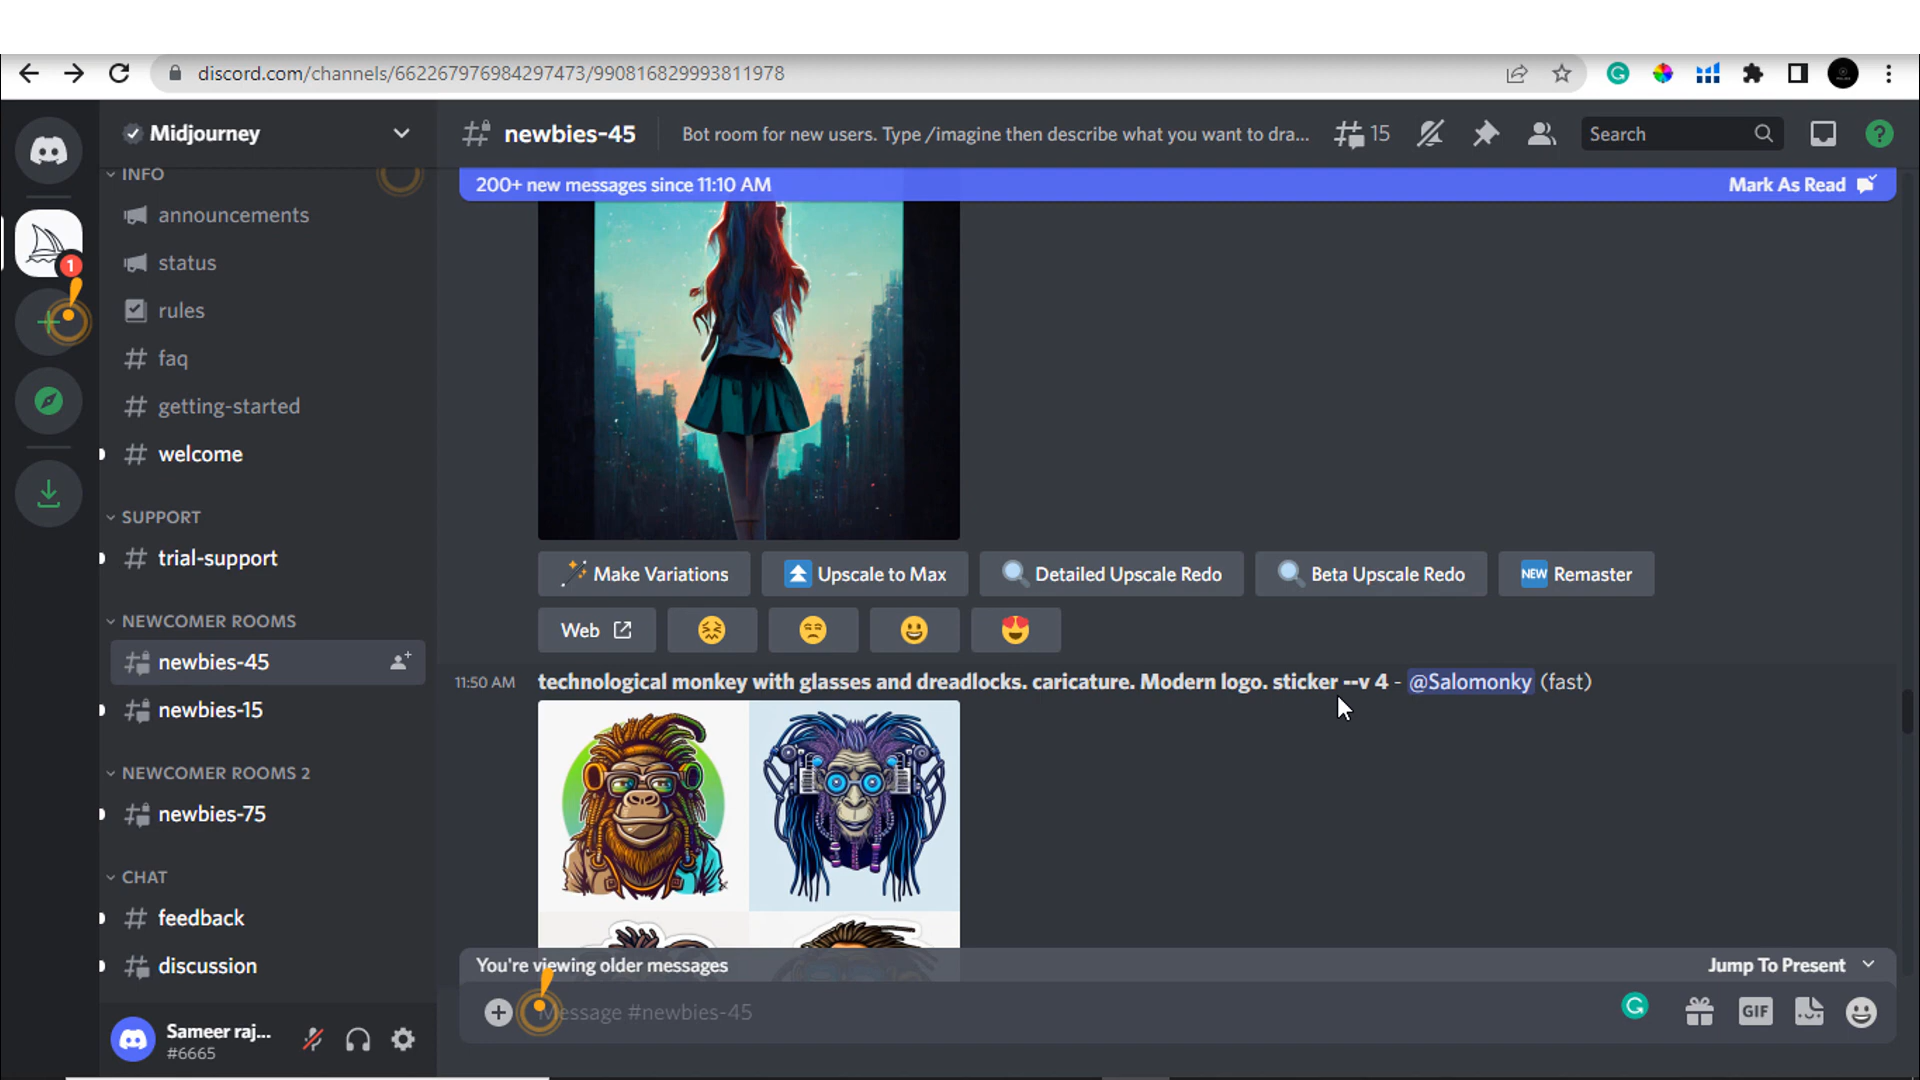 discord.com/channels/662267976984297473/990816829993811978
Midjourney
newbies-45
Bot room for new users. Type /imagine then describe what you want to dra...
15
Search
INFO
announcements
status
rules
faq
getting-started
welcome
SUPPORT
trial-support
NEWCOMER ROOMS
newbies-45
newbies-15
NEWCOMER ROOMS 2
newbies-75
CHAT
feedback
discussion
1
Sameer raj...
#6665
200+ new messages since 11:10 AM
Mark As Read
Make Variations
Upscale to Max
Detailed Upscale Redo
Beta Upscale Redo
NEW Remaster
Web
11:50 AM
technological monkey with glasses and dreadlocks. caricature. Modern logo. sticker --v 4 - @Salomonky (fast)
You're viewing older messages
Jump To Present
Message #newbies-45
GIF